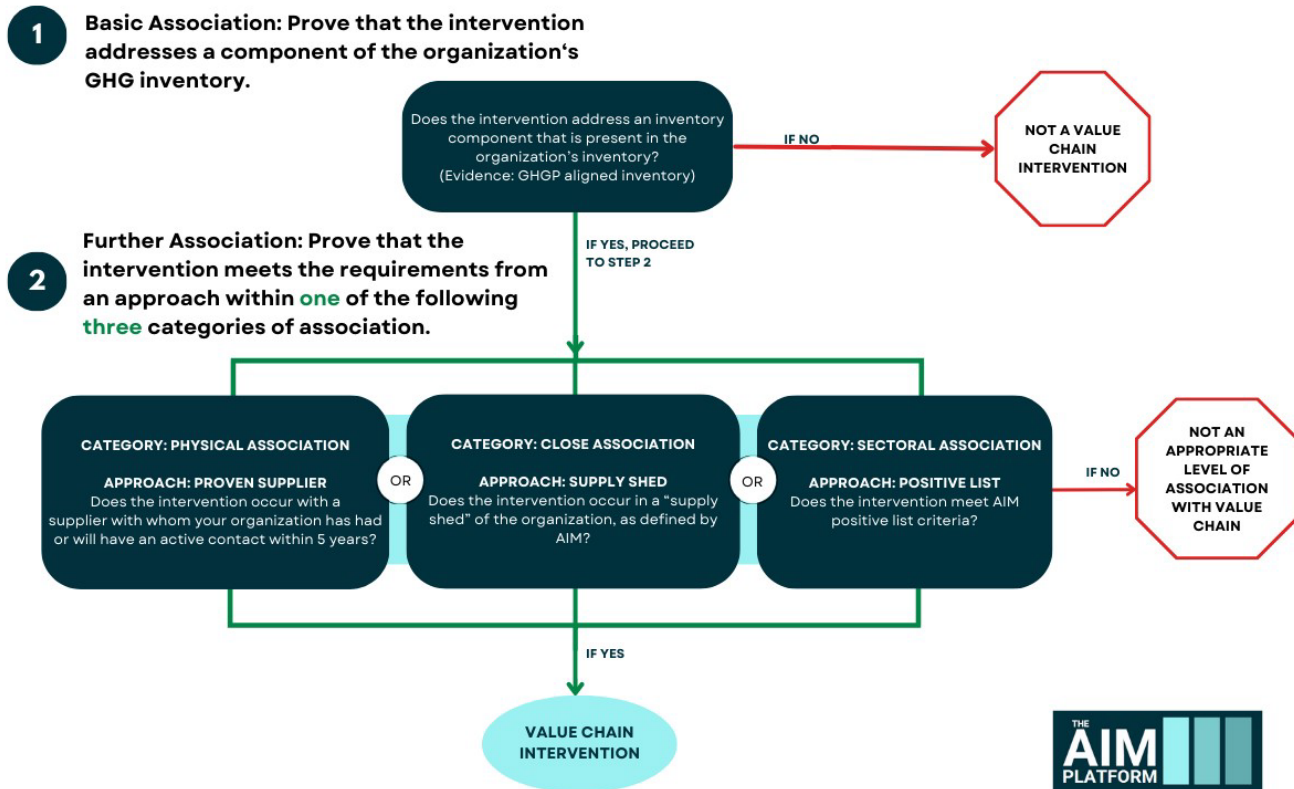 1
Basic Association: Prove that the intervention
addresses a component of the organization‘s
GHG inventory.
Does the intervention address an inventory
component that is present in the
organization’s inventory?
(Evidence: GHGP aligned inventory)
IF NO
NOT A VALUE
CHAIN
INTERVENTION
IF YES, PROCEED
TO STEP 2
2
Further Association: Prove that the
intervention meets the requirements from
an approach within one of the following
three categories of association.
CATEGORY: PHYSICAL ASSOCIATION
APPROACH: PROVEN SUPPLIER
Does the intervention occur with a
supplier with whom your organization has had
or will have an active contact within 5 years?
OR
CATEGORY: CLOSE ASSOCIATION
APPROACH: SUPPLY SHED
Does the intervention occur in a “supply
shed” of the organization, as defined by
AIM?
OR
CATEGORY: SECTORAL ASSOCIATION
APPROACH: POSITIVE LIST
Does the intervention meet AIM
positive list criteria?
IF NO
NOT AN
APPROPRIATE
LEVEL OF
ASSOCIATION
WITH VALUE
CHAIN
IF YES
VALUE CHAIN
INTERVENTION
THE
AIM
PLATFORM